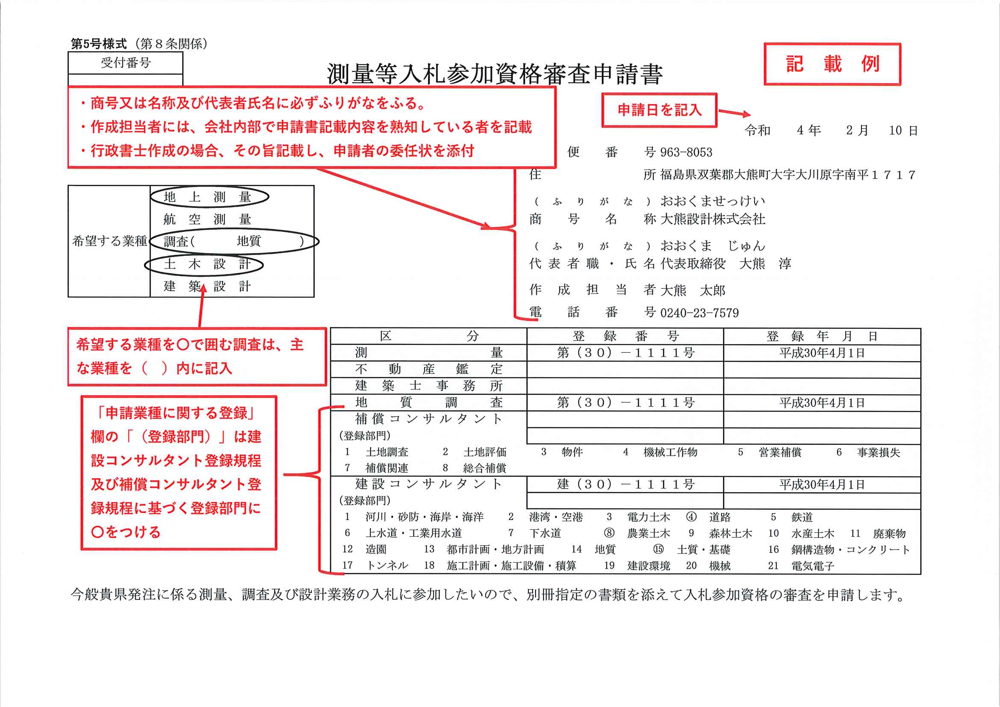 第5号様式（第８条関係）
受付番号
測量等入札参加資格審査申請書
記　載　例
・商号又は名称及び代表者氏名に必ずふりがなをふる。
・作成担当者には、会社内部で申請書記載内容を熟知している者を記載
・行政書士作成の場合、その旨記載し、申請者の委任状を添付
申請日を記入
令和　4 年　2 月　10 日
便　番　号 963-8053
住　所 福島県双葉郡大熊町大字大川原字南平１７１７
（ふりがな）おおくませっけい
商号名称 大熊設計株式会社
（ふりがな）おおくま　じゅん
代表者職・氏名 代表取締役　大熊　淳
作成担当者 大熊　太郎
電話番号 0240-23-7579
希望する業種
地上測量
航空測量
調査(　地質　)
土木設計
建築設計
希望する業種を〇で囲む調査は、主
な業種を（　）内に記入
「申請業種に関する登録」
欄の「（登録部門）」は建
設コンサルタント登録規程
及び補償コンサルタント登
録規程に基づく登録部門に
〇をつける
区分　登録番号　登録年月日
測量　第（３０）－１１１１号　平成30年4月1日
不動産鑑定
建築士事務所
地質調査　第（３０）－１１１１号　平成30年4月1日
補償コンサルタント
(登録部門)
1　土地調査　2　土地評価　3　物件　4　機械工作物　5　営業補償　6　事業損失
7　補償関連　8　総合補償
建設コンサルタント　建（３０）－１１１１号　平成30年4月1日
(登録部門)
1　河川・砂防・海岸・海洋　2　港湾・空港　3　電力土木　④　道路　5　鉄道
6　上水道・工業用水道　7　下水道　⑧　農業土木　9　森林土木　10　水産土木　11　廃棄物
12　造園　13　都市計画・地方計画　14　地質　⑮　土質・基礎　16　鋼構造物・コンクリート
17　トンネル　18　施工計画・施工設備・積算　19　建設環境　20　機械　21　電気電子
今般貴県発注に係る測量、調査及び設計業務の入札に参加したいので、別冊指定の書類を添えて入札参加資格の審査を申請します。